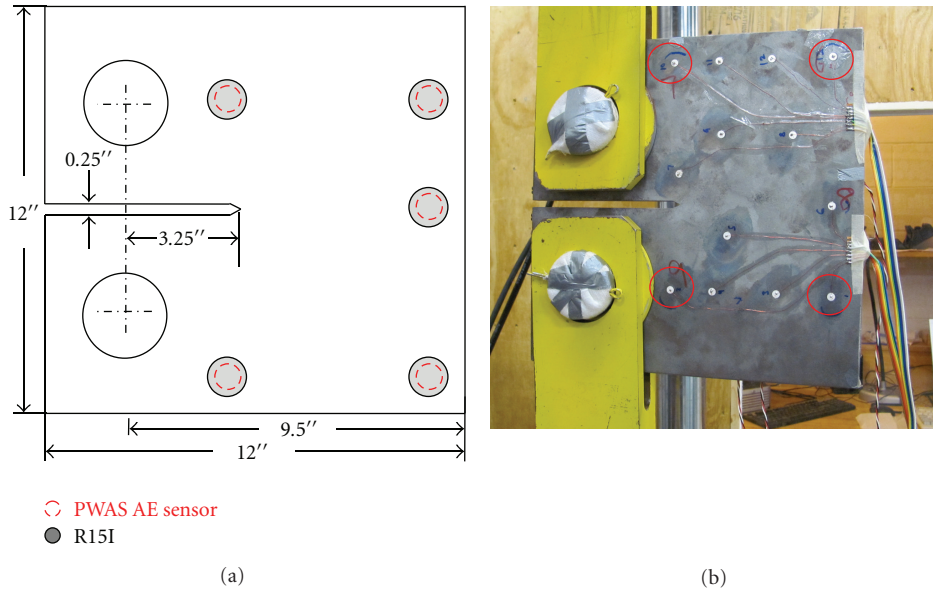 0.25′′
12′′
3.25′′
9.5′′
12′′
PWAS AE sensor
R15I
(a)
(b)